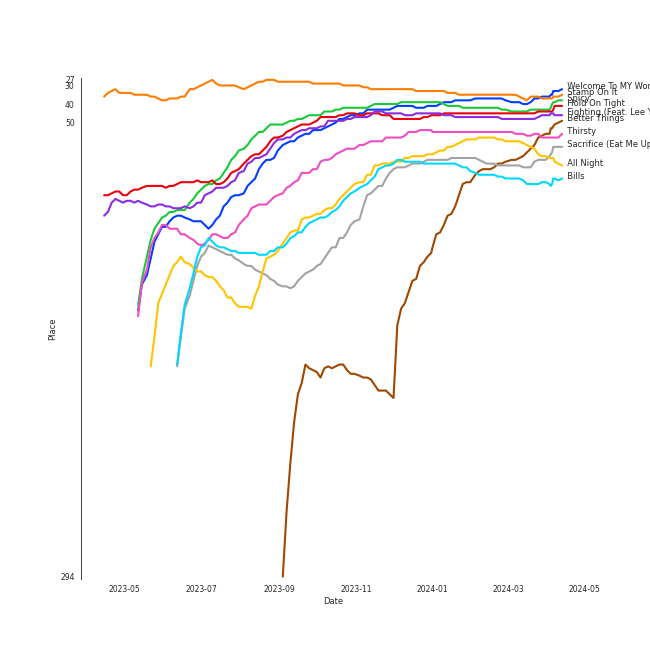 27
30
40
50
294
Place
Welcome To MY Wor
Stamp On It
Spicy
Hold On Tight
Fighting (Feat. Lee Y
Better Things
Thirsty
Sacrifice (Eat Me Up
All Night
Bills
2023-05
2023-07
2023-09
2023-11
2024-01
2024-03
2024-05
Date